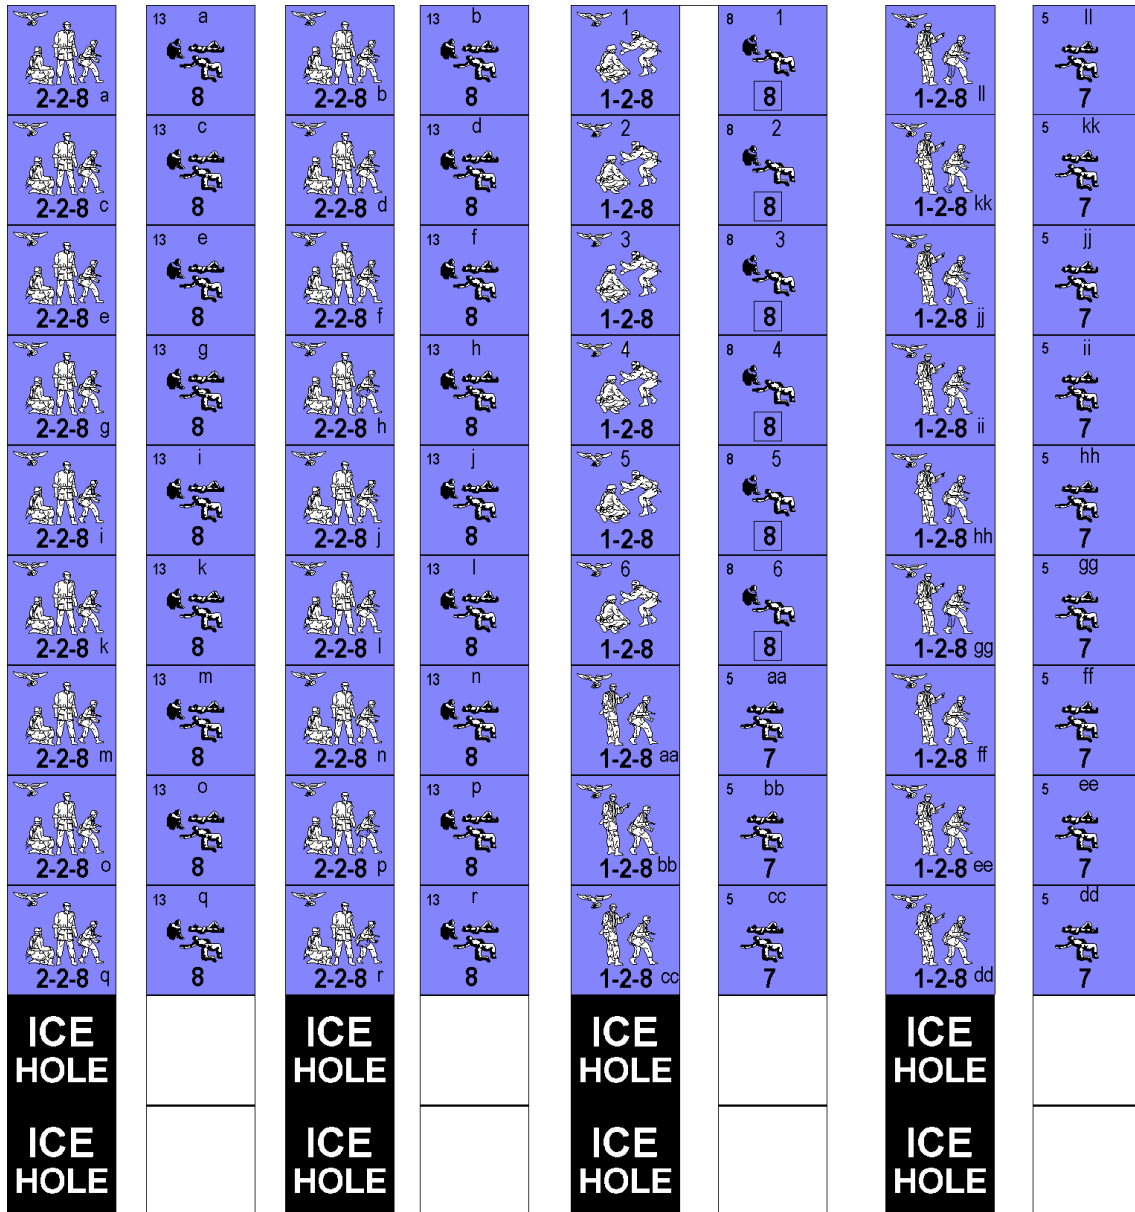 13 a 13 b 1 8 1 5 ll
2-2-8 a 8 2-2-8 b 8 1-2-8 8 1-2-8 ll 7
13 c 13 d 2 8 2 5 kk
2-2-8 c 8 2-2-8 d 8 1-2-8 8 1-2-8 kk 7
13 e 13 f 3 8 3 5 jj
2-2-8 e 8 2-2-8 f 8 1-2-8 8 1-2-8 jj 7
13 g 13 h 4 8 4 5 ii
2-2-8 g 8 2-2-8 h 8 1-2-8 8 1-2-8 ii 7
13 i 13 j 5 8 5 5 hh
2-2-8 i 8 2-2-8 j 8 1-2-8 8 1-2-8 hh 7
13 k 13 l 6 8 6 5 gg
2-2-8 k 8 2-2-8 l 8 1-2-8 8 1-2-8 gg 7
13 m 13 n 5 aa 5 ff
2-2-8 m 8 2-2-8 n 8 1-2-8 aa 7 1-2-8 ff 7
13 o 13 p 5 bb 5 ee
2-2-8 o 8 2-2-8 p 8 1-2-8 bb 7 1-2-8 ee 7
13 q 13 r 5 cc 5 dd
2-2-8 q 8 2-2-8 r 8 1-2-8 cc 7 1-2-8 dd 7
ICE ICE ICE ICE
HOLE HOLE HOLE HOLE
ICE ICE ICE ICE
HOLE HOLE HOLE HOLE